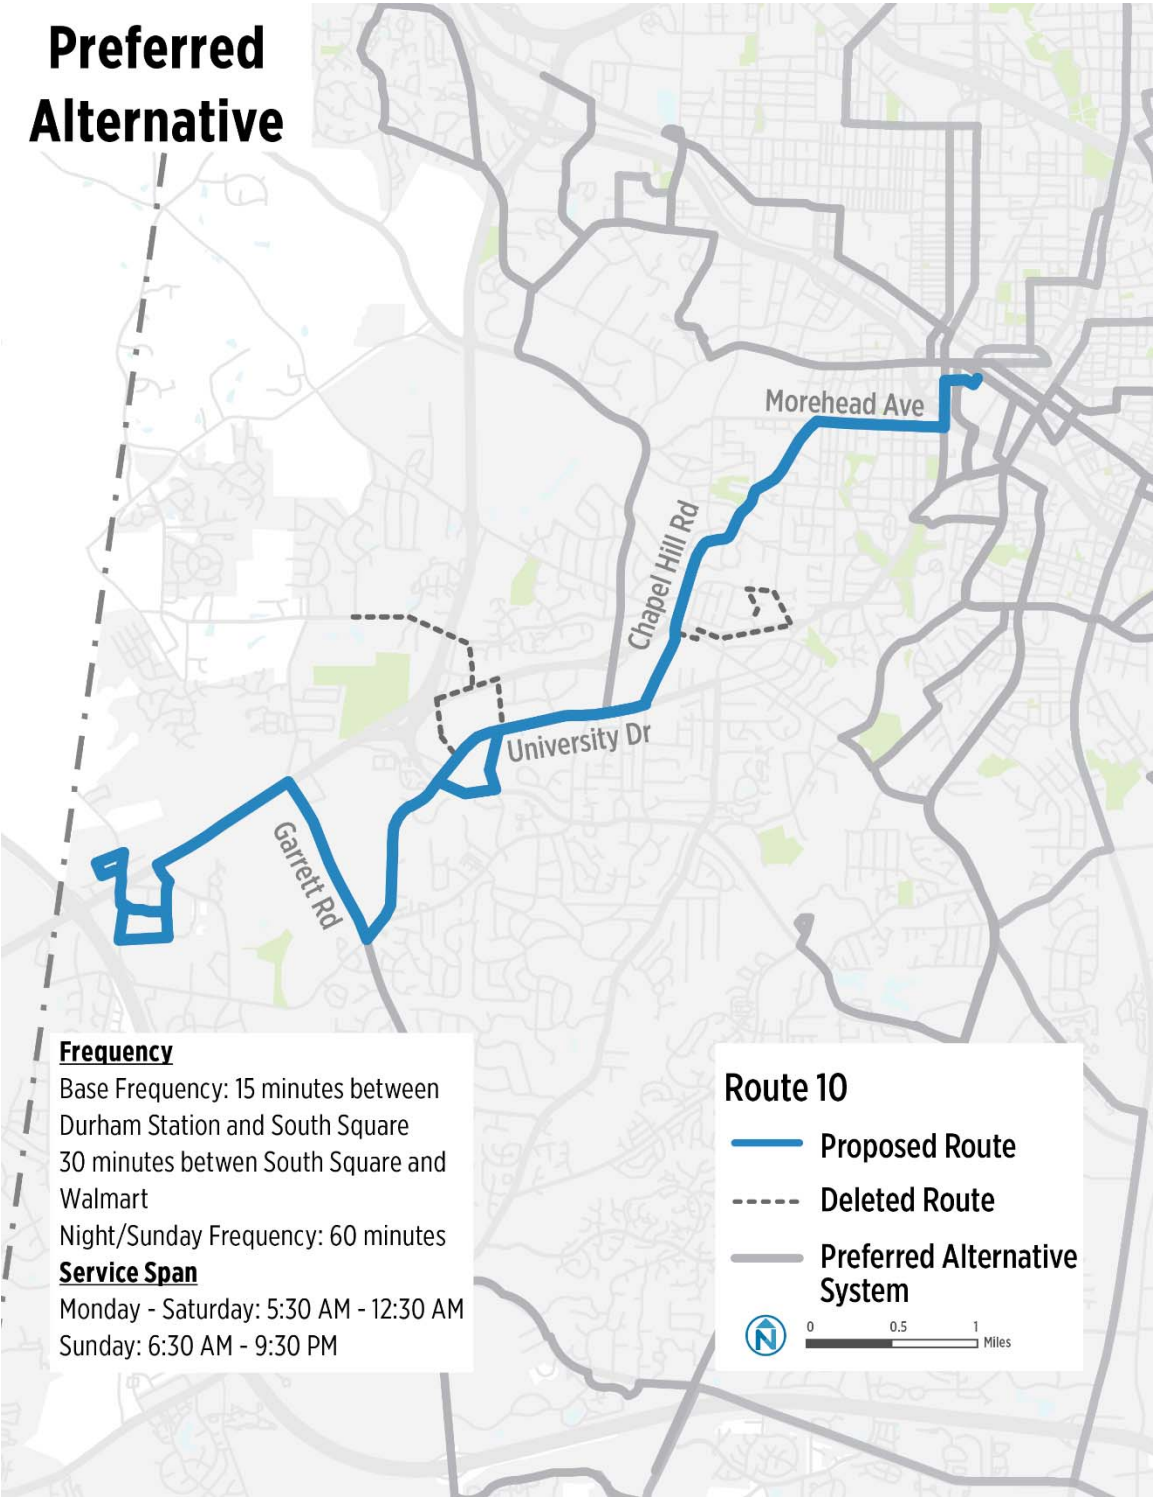 Preferred
Alternative
Morehead Ave
Chapel Hill Rd
University Dr
Garrett Rd
Frequency
Base Frequency: 15 minutes between
Durham Station and South Square
30 minutes betwen South Square and
Walmart
Night/Sunday Frequency: 60 minutes
Service Span
Monday - Saturday: 5:30 AM - 12:30 AM
Sunday: 6:30 AM - 9:30 PM
Route 10
Proposed Route
Deleted Route
Preferred Alternative
System
N
0 0.5 1
Miles